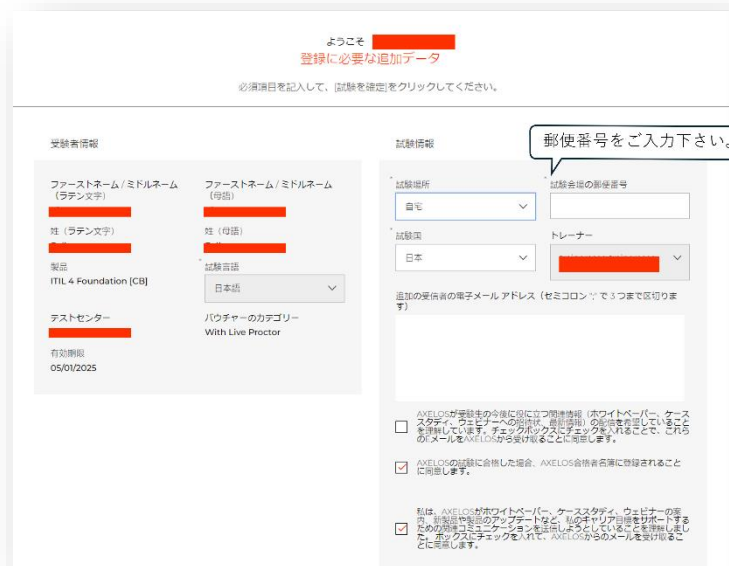 ようこそ
登録に必要な追加データ
必須項目を記入して、[試験を確定]をクリックしてください。
受験者情報
ファーストネーム / ミドルネーム
（ラテン文字）
ファーストネーム / ミドルネーム
（母語）
姓（ラテン文字）
姓（母語）
製品
ITIL 4 Foundation [CB]
*試験言語
日本語
テストセンター
バウチャーのカテゴリー
With Live Proctor
有効期限
05/01/2025
試験情報
郵便番号をご入力下さい。
*試験場所
自宅
*試験会場の郵便番号
*試験国
日本
トレーナー
追加の受信者の電子メール アドレス（セミコロン ";" で 3 つまで区切りま
す）
AXELOSが受験生の今後に役に立つ関連情報（ホワイトペーパー、ケース
スタディ、ウェビナーへの招待状、最新情報）の配信を希望していること
を理解しています。チェックボックスにチェックを入れることで、これら
のEメールをAXELOSから受け取ることに同意します。
AXELOSの試験に合格した場合、AXELOS合格者名簿に登録されること
に同意します。
私は、AXELOSがホワイトペーパー、ケーススタディ、ウェビナーの案
内、新製品や製品のアップデートなど、私のキャリア目標をサポートする
ための関連コミュニケーションを送信しようとしていることを理解しまし
た。 ボックスにチェックを入れて、AXELOSからのメールを受け取るこ
とに同意します。